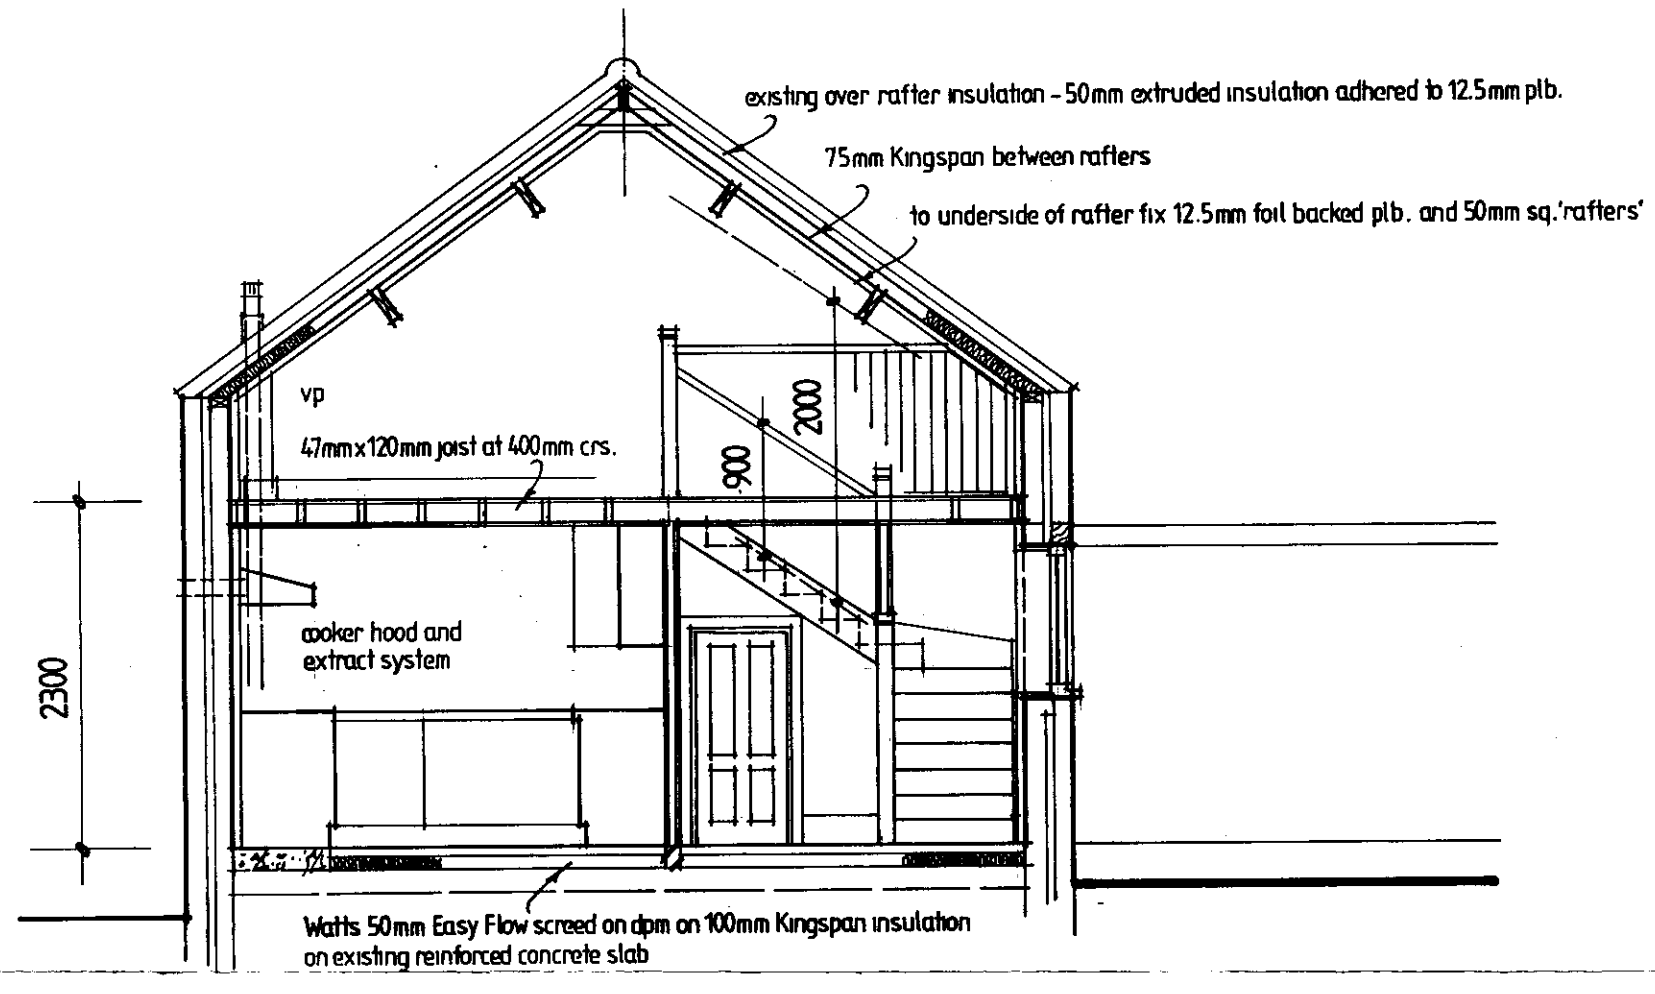 existing over rafter insulation - 50mm extruded insulation adhered to 12.5mm plb.
75mm Kingspan between rafters
to underside of rafter fix 12.5mm foil backed plb. and 50mm sq.'rafters'
vp
47mm x 120mm joist at 400mm crs.
2000
900
cooker hood and
extract system
2300
Watts 50mm Easy Flow screed on dpm on 100mm Kingspan insulation
on existing reinforced concrete slab